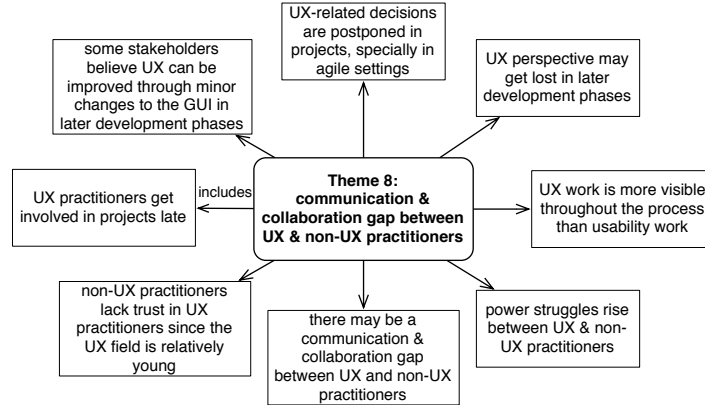 UX-related decisions
are postponed in
projects, specially in
agile settings
some stakeholders
believe UX can be
improved through minor
changes to the GUI in
later development phases
UX perspective may
get lost in later
development phases
Theme 8:
communication &
collaboration gap between
UX & non-UX practitioners
includes
UX practitioners get
involved in projects late
UX work is more visible
throughout the process
than usability work
non-UX practitioners
lack trust in UX
practitioners since the
UX field is relatively
young
there may be a
communication &
collaboration gap
between UX and non-UX
practitioners
power struggles rise
between UX & non-
UX practitioners